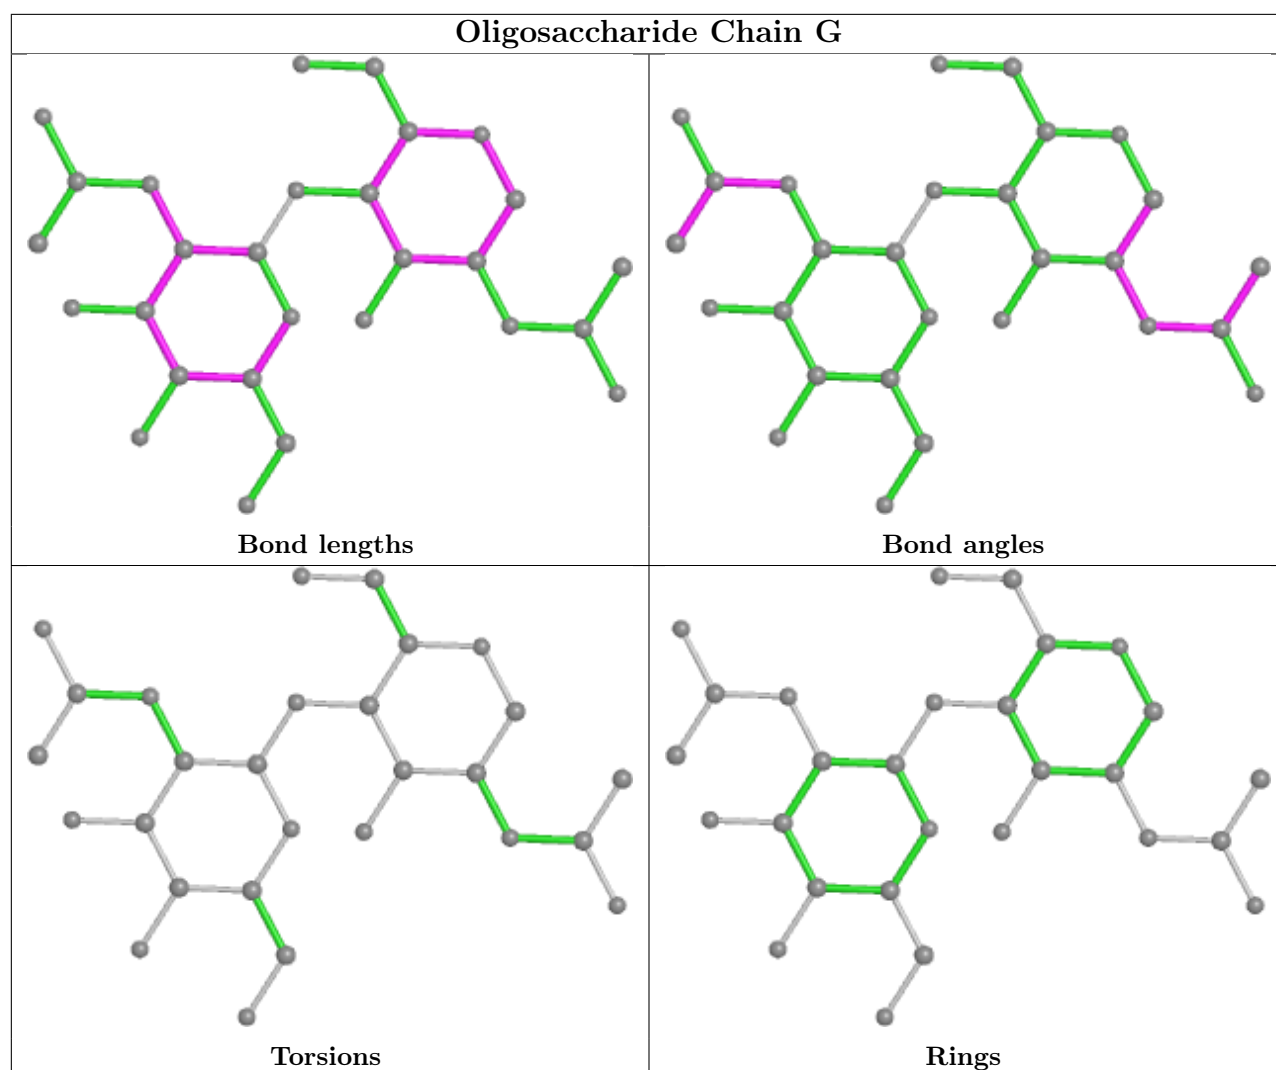 Oligosaccharide Chain G
Bond lengths
Bond angles
Torsions
Rings